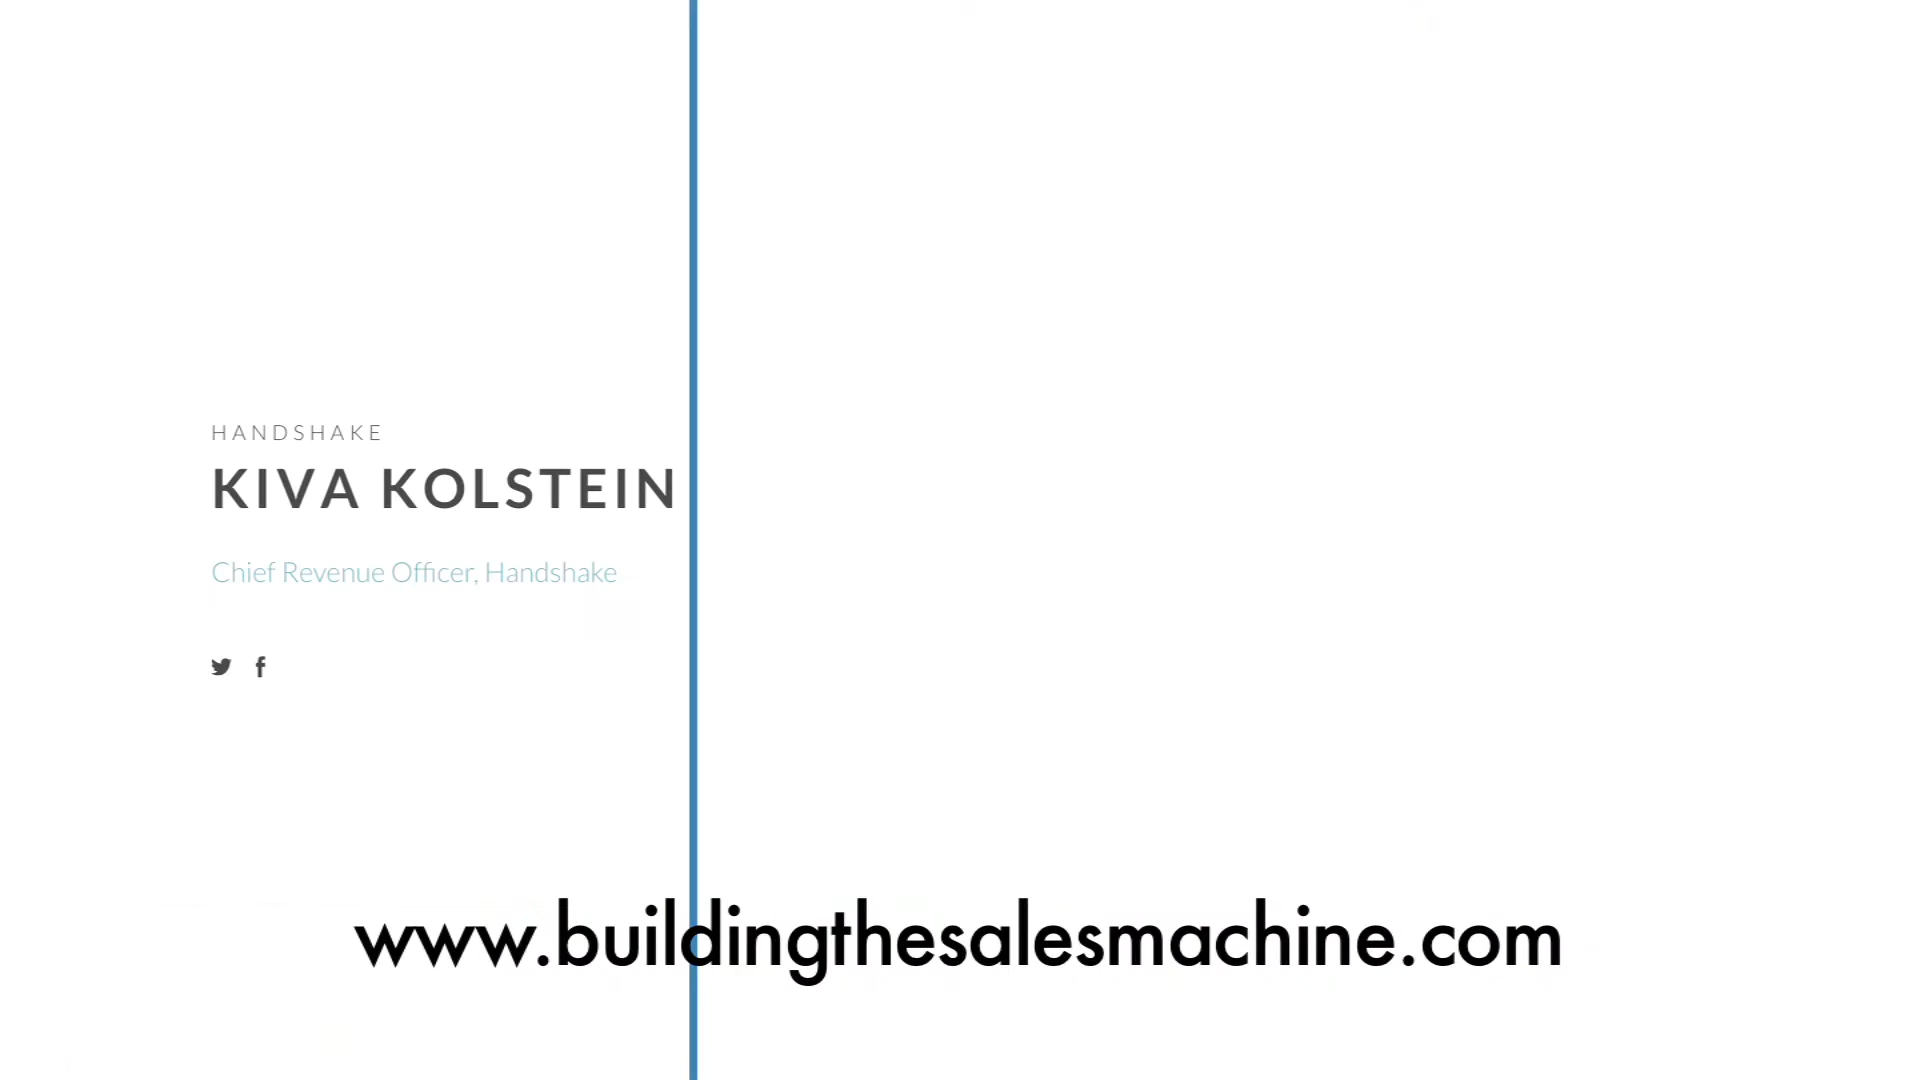 HANDSHAKE
KIVA KOLSTEIN
Chief Revenue Officer, Handshake
www.buildingthesalesmachine.com